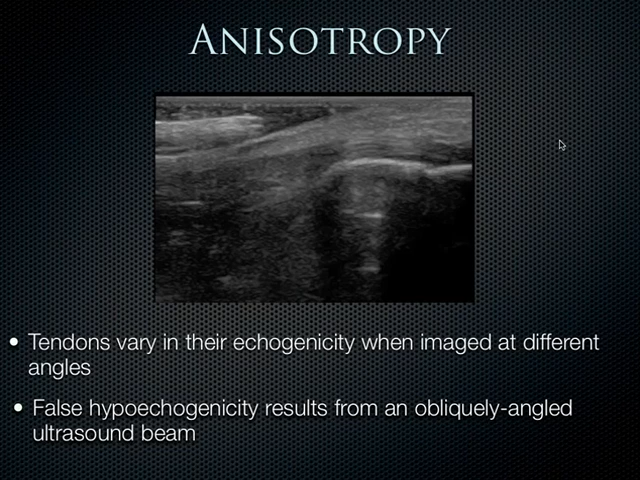 ANISOTROPY
• Tendons vary in their echogenicity when imaged at different
angles
• False hypoechogenicity results from an obliquely-angled
ultrasound beam